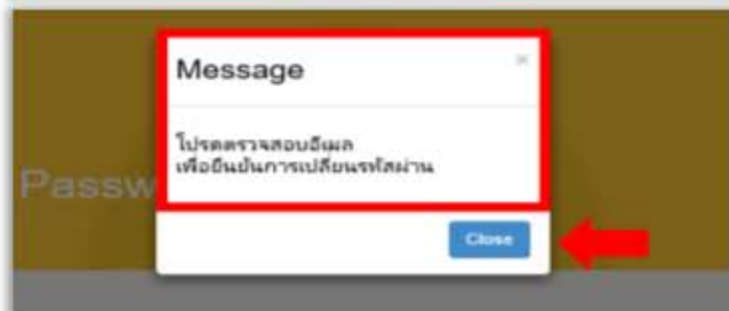 Message
×
โปรดตรวจสอบอีเมล
เพื่อยืนยันการเปลี่ยนรหัสผ่าน
Passw
Close